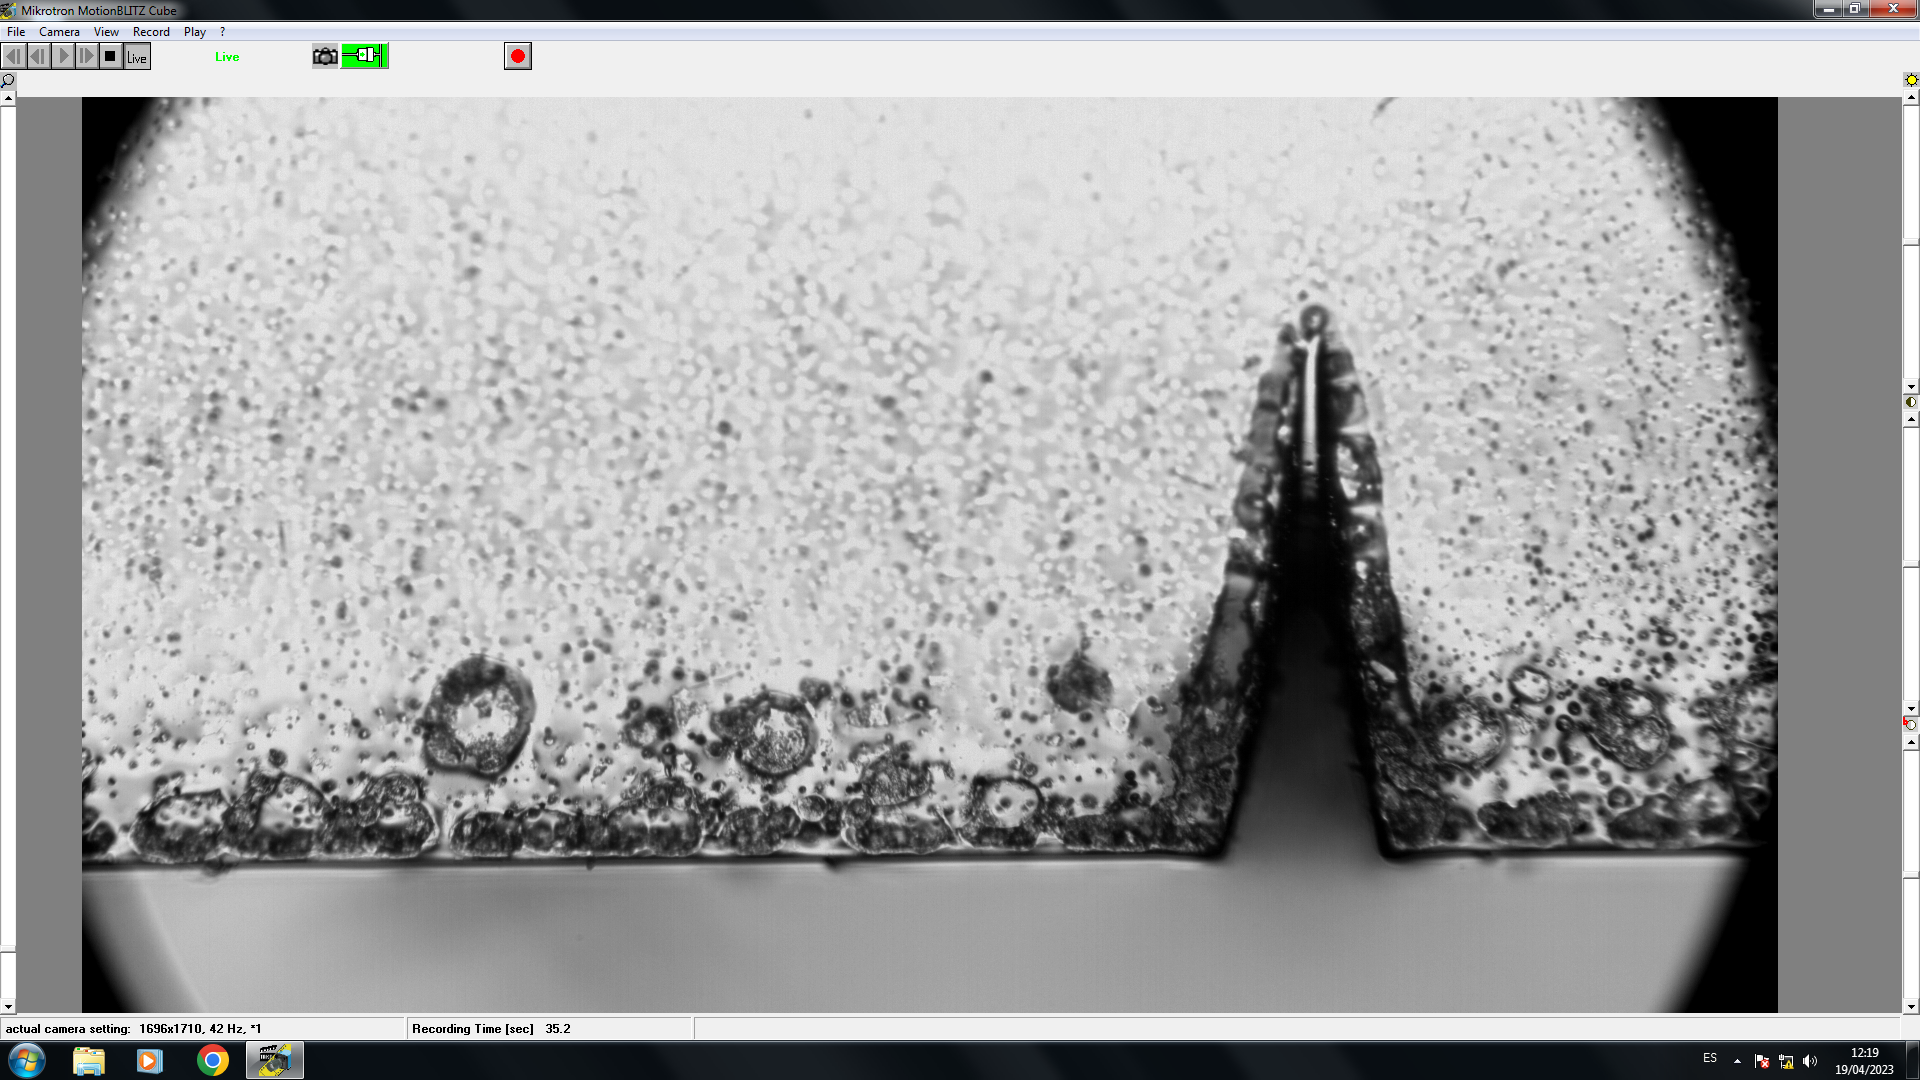 Mikrotron MotionBLITZ Cube
File Camera View Record Play ?
Live Live
actual camera setting: 1696x1710, 42 Hz, *1 Recording Time [sec] 35.2
ES 12:19
19/04/2023